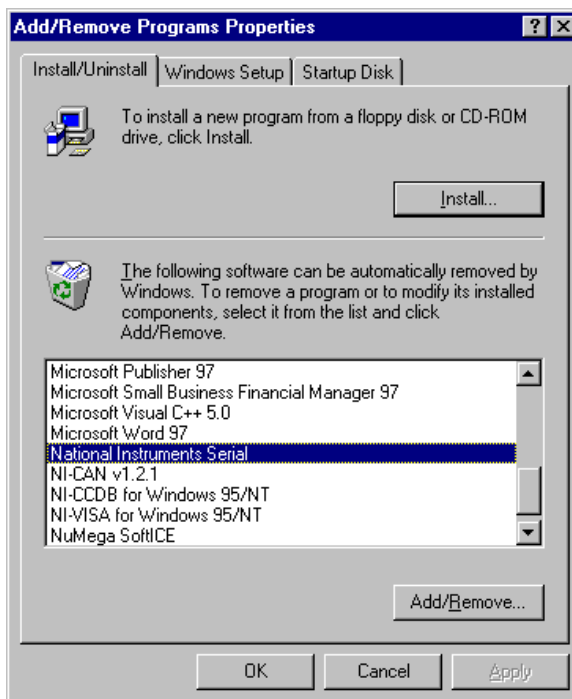 Add/Remove Programs Properties
Install/Uninstall
Windows Setup
Startup Disk
To install a new program from a floppy disk or CD-ROM
drive, click Install.
Install...
The following software can be automatically removed by
Windows. To remove a program or to modify its installed
components, select it from the list and click
Add/Remove.
Microsoft Publisher 97
Microsoft Small Business Financial Manager 97
Microsoft Visual C++ 5.0
Microsoft Word 97
National Instruments Serial
NI-CAN v1.2.1
NI-CCDB for Windows 95/NT
NI-VISA for Windows 95/NT
NuMega SoftICE
Add/Remove...
OK
Cancel
Apply